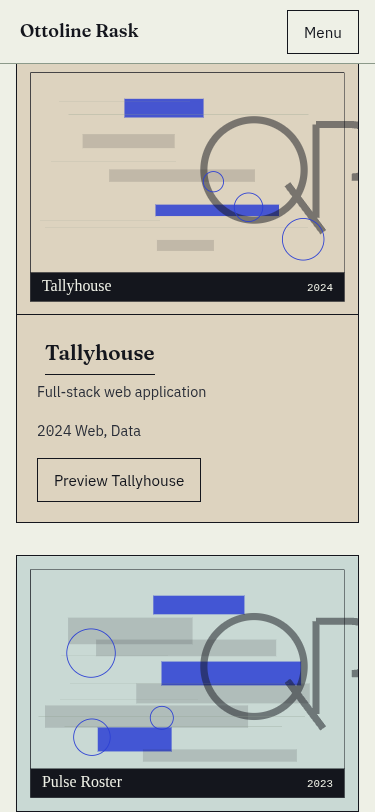 Ottoline Rask
Menu
Tallyhouse
2024
Tallyhouse
Full-stack web application
2024 Web, Data
Preview Tallyhouse
Pulse Roster
2023